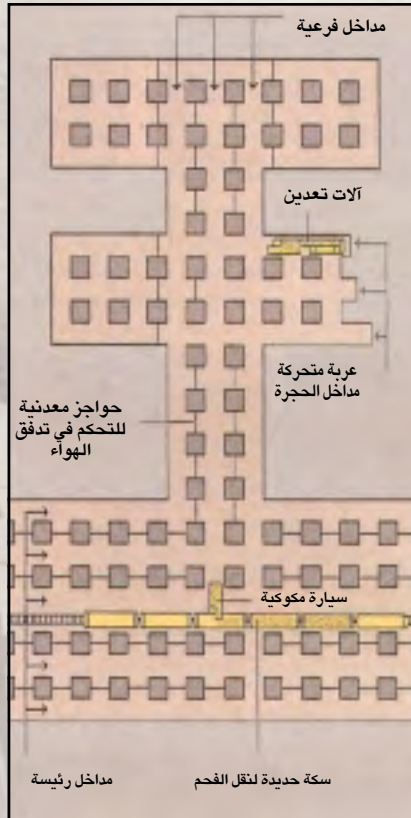 مداخل فرعية
آلات تعدين
عربة متحركة
مداخل الحجرة
حواجز معدنية
للتحكم في تدفق
الهواء
سيارة مكوكية
مداخل رئيسة
سكة حديدة لنقل الفحم